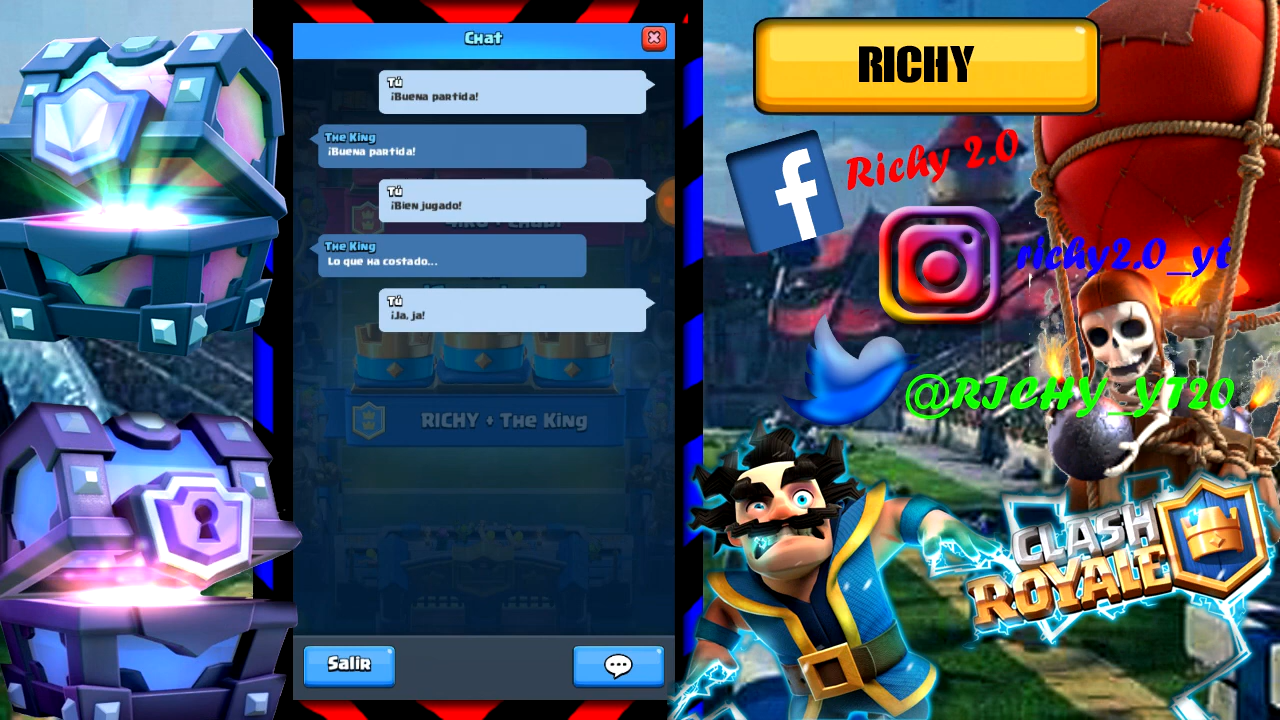 Chat
Tú
¡Buena partida!
The King
¡Buena partida!
Tú
¡Bien jugado!
The King
Lo que ha costado...
Tú
¡Ja, ja!
RICHY + The King
Salir
RICHY
Richy 2.0
richy2.0_yt
@RICHY_YT20
CLASH
ROYALE